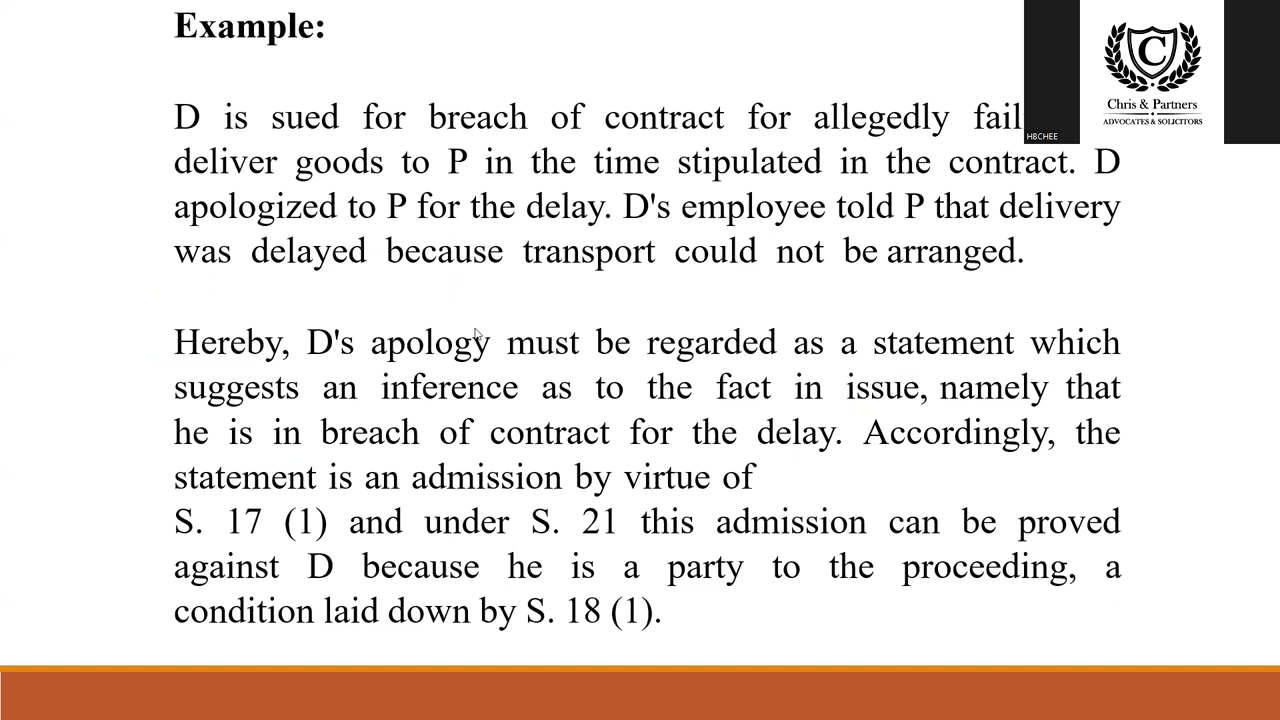 Example:
D is sued for breach of contract for allegedly
deliver goods to P in the time stipulated in the contract. D
apologized to P for the delay. D's employee told P that delivery
was delayed because transport could not be arranged.
Hereby, D's apology must be regarded as a statement which
suggests an inference as to the fact in issue, namely that
he is in breach of contract for the delay. Accordingly, the
statement is an admission by virtue of
S. 17 (1) and under S. 21 this admission can be proved
against D because he is a party to the proceeding, a
condition laid down by S. 18 (1).
HBCHEE
C
Chris & Partners
ADVOCATES & SOLICITORS